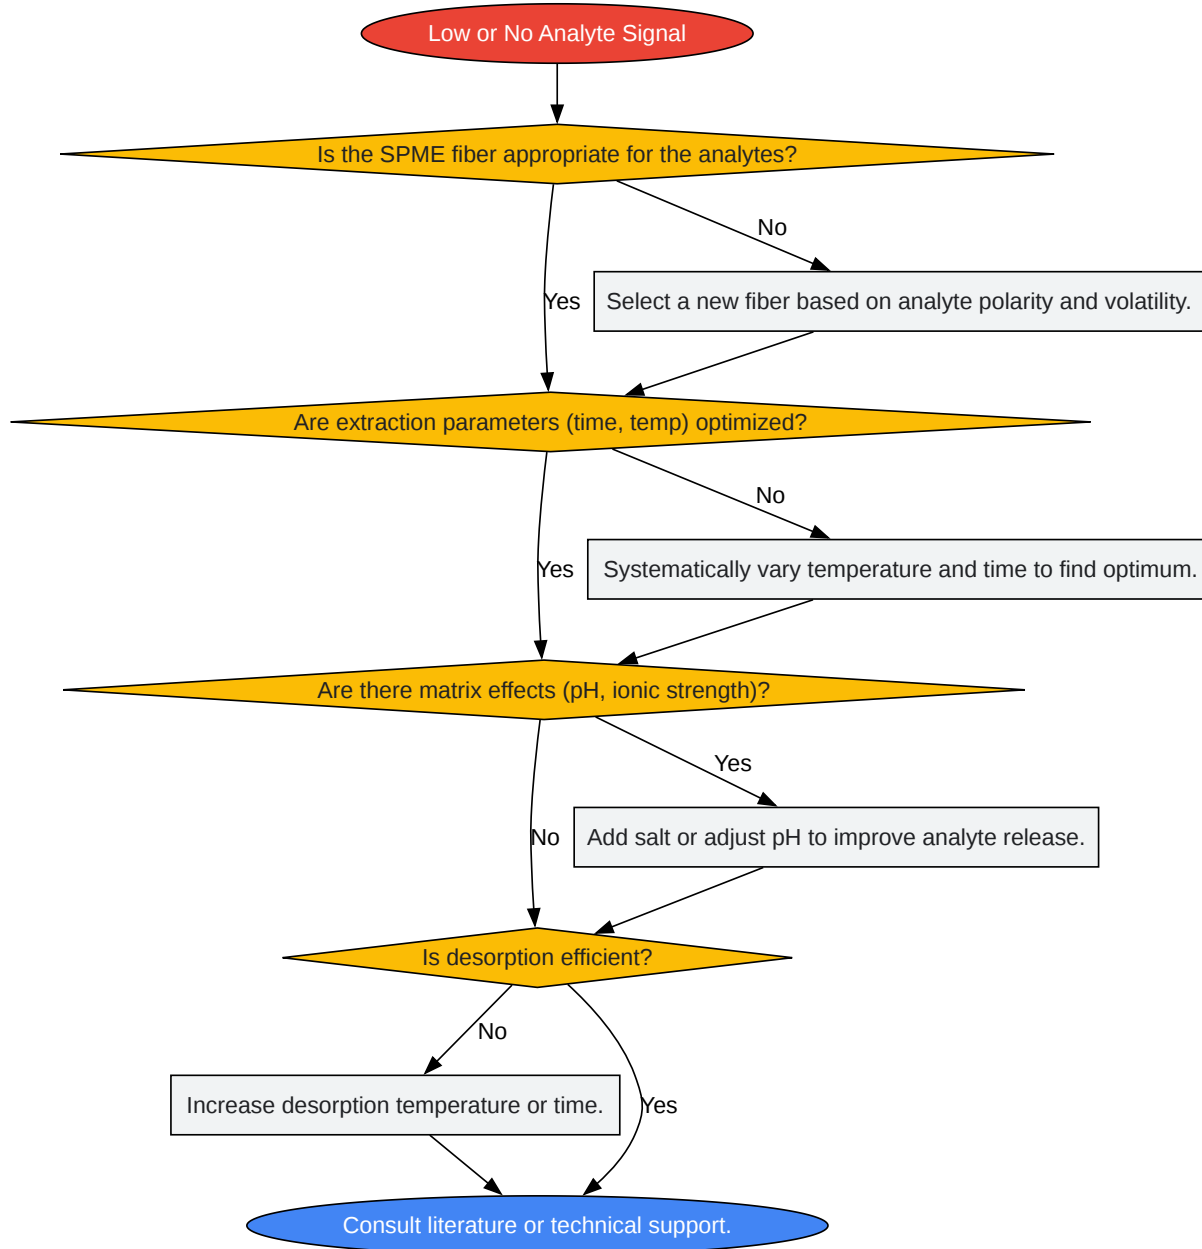 Low or No Analyte Signal
Is the SPME fiber appropriate for the analytes?
No
Yes
Select a new fiber based on analyte polarity and volatility.
Are extraction parameters (time, temp) optimized?
No
Yes
Systematically vary temperature and time to find optimum.
Are there matrix effects (pH, ionic strength)?
Yes
No
Add salt or adjust pH to improve analyte release.
Is desorption efficient?
No
Increase desorption temperature or time.
Yes
Consult literature or technical support.